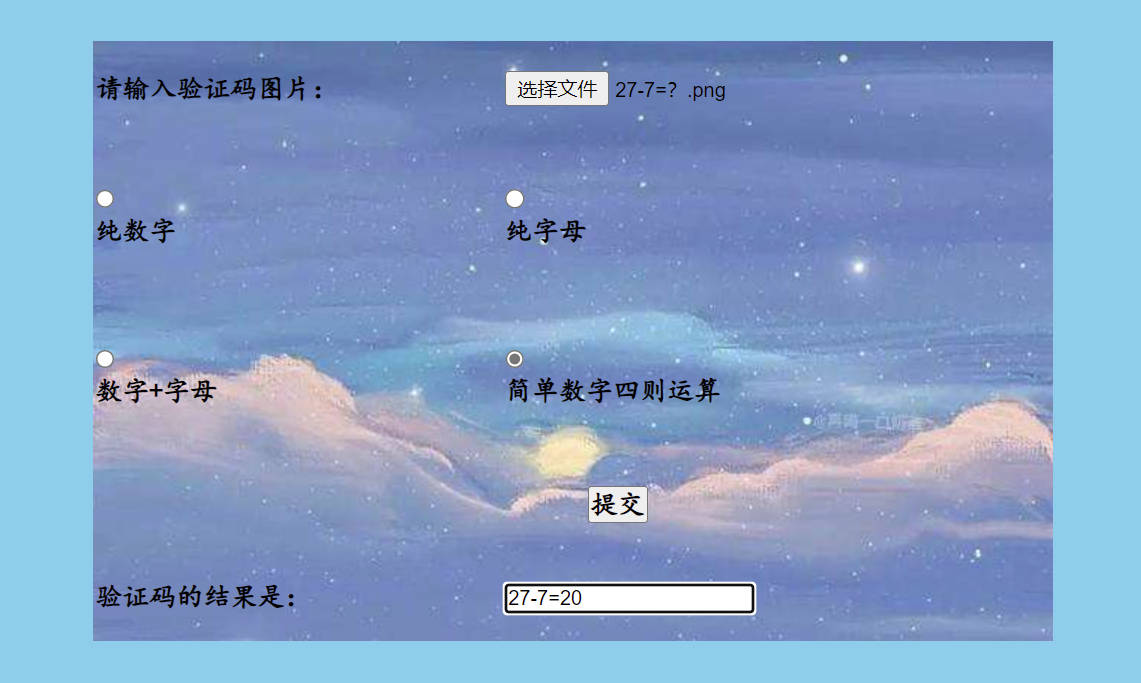 请输入验证码图片：
选择文件 27-7=？.png
纯数字
纯字母
数字+字母
简单数字四则运算
提交
验证码的结果是：
27-7=20